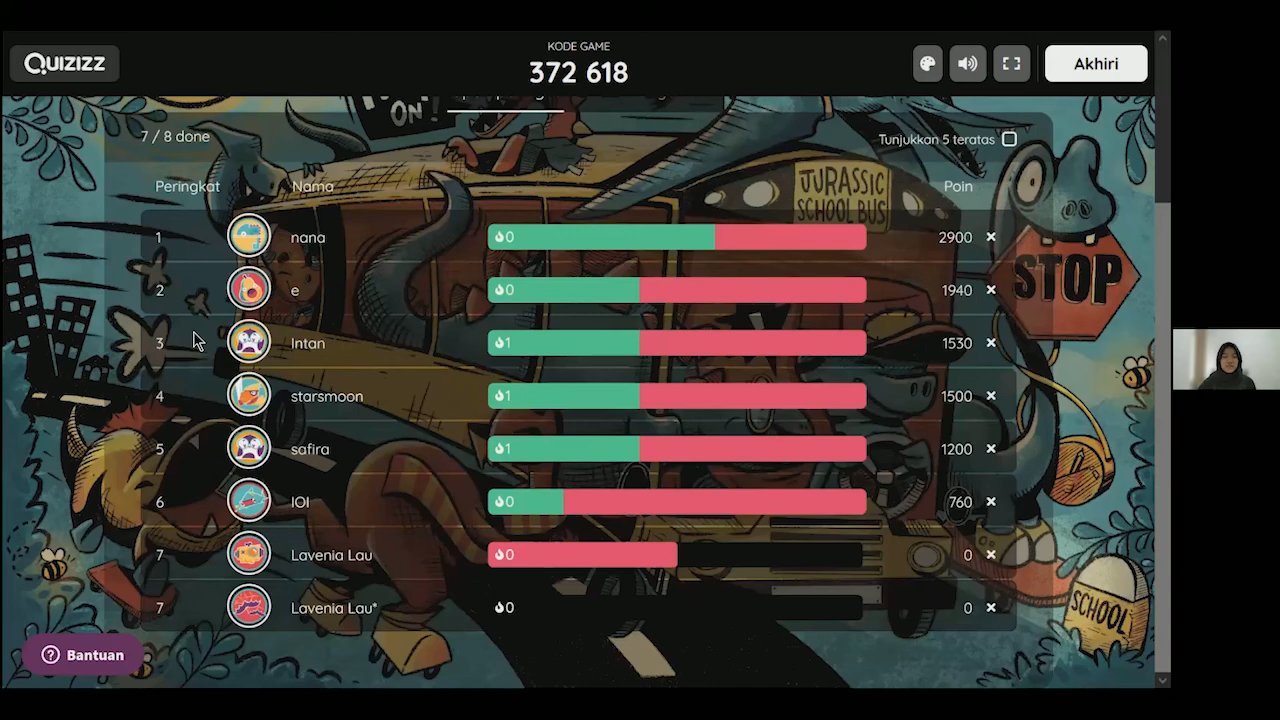 QUIZIZZ
KODE GAME
372 618
Akhiri
ON!
7 / 8 done
Tunjukkan 5 teratas
Peringkat Nama Poin
JURASSIC
SCHOOL BUS
1 nana 0 2900
STOP
2 e 0 1940
3 Intan 1 1530
4 starsmoon 1 1500
5 safira 1 1200
6 IOI 0 760
7 Lavenia Lau 0 0
7 Lavenia Lau* 0 0
SCHOOL
Bantuan